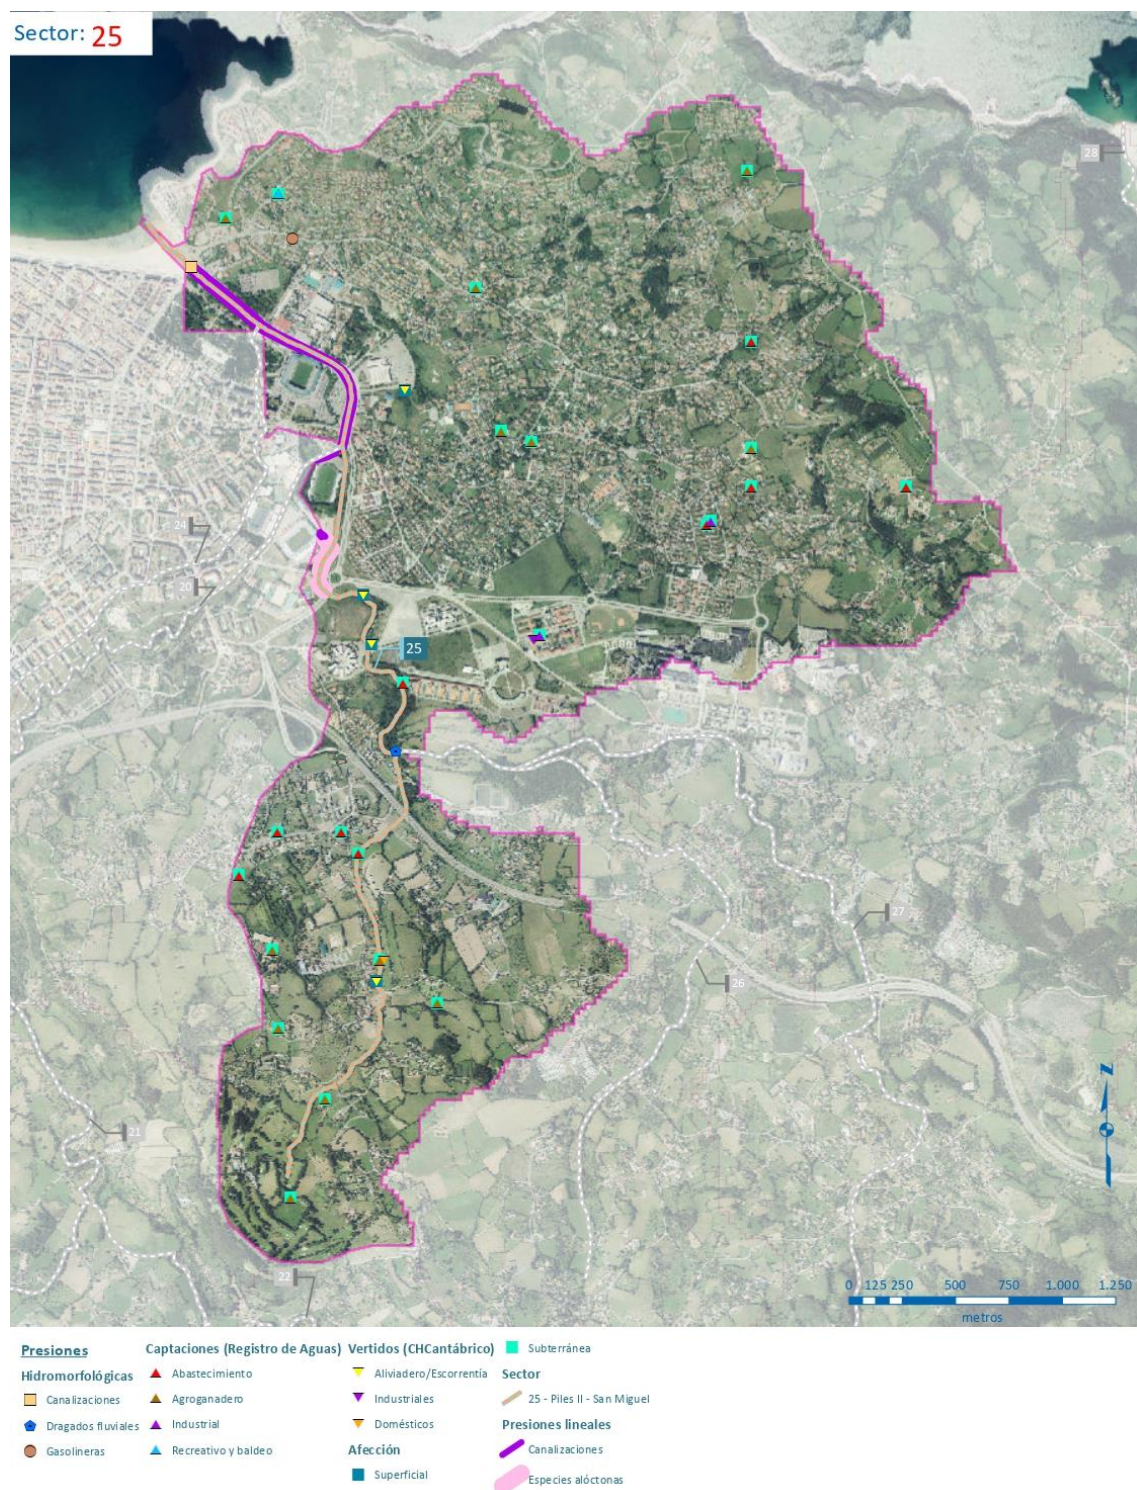 Sector: 25
28
24
20
25
27
26
21
22
N
0 125 250 500 750 1.000 1.250
metros
Presiones
Hidromorfológicas
Canalizaciones
Dragados fluviales
Gasolineras
Captaciones (Registro de Aguas)
Abastecimiento
Agroganadero
Industrial
Recreativo y baldeo
Vertidos (CHCantábrico)
Aliviadero/Escorrentía
Industriales
Domésticos
Afección
Superficial
Subterránea
Sector
25 - Piles II - San Miguel
Presiones lineales
Canalizaciones
Especies alóctonas